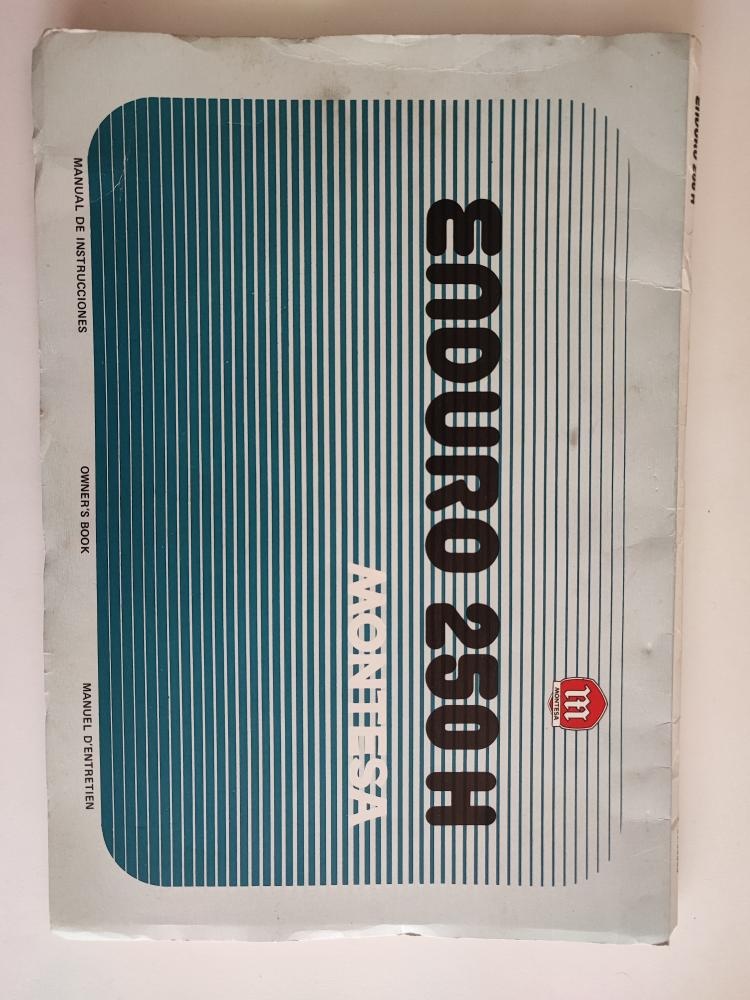 m
MONTESA
ENDURO 250 H
MONTESA
MANUAL DE INSTRUCCIONES
OWNER'S BOOK
MANUEL D'ENTRETIEN
ENDURO 250 H